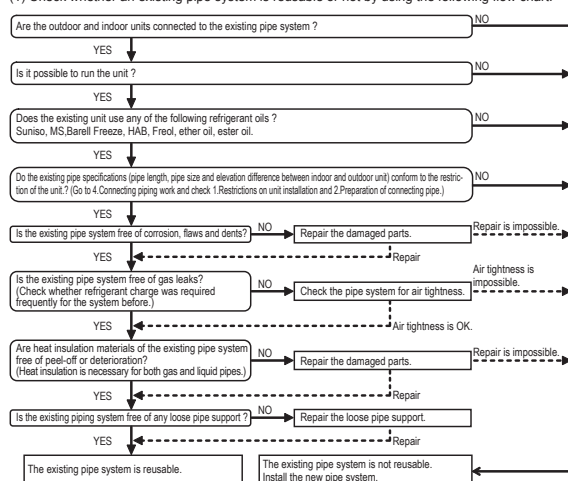 (1) Check whether an existing pipe system is reusable or not by using the following flow chart.
Are the outdoor and indoor units connected to the existing pipe system ?
NO
YES
Is it possible to run the unit ?
NO
YES
Does the existing unit use any of the following refrigerant oils ?
Suniso, MS,Barell Freeze, HAB, Freol, ether oil, ester oil.
NO
YES
Do the existing pipe specifications (pipe length, pipe size and elevation difference between indoor and outdoor unit) conform to the restric-
tion of the unit.? (Go to 4.Connecting piping work and check 1.Restrictions on unit installation and 2.Preparation of connecting pipe.)
NO
YES
Is the existing pipe system free of corrosion, flaws and dents?
NO
Repair the damaged parts.
Repair is impossible.
YES
Repair
Is the existing pipe system free of gas leaks?
(Check whether refrigerant charge was required
frequently for the system before.)
NO
Check the pipe system for air tightness.
Air tightness is
impossible.
YES
Air tightness is OK.
Are heat insulation materials of the existing pipe system
free of peel-off or deterioration?
(Heat insulation is necessary for both gas and liquid pipes.)
NO
Repair the damaged parts.
Repair is impossible.
YES
Repair
Is the existing piping system free of any loose pipe support ?
NO
Repair the loose pipe support.
YES
Repair
The existing pipe system is reusable.
The existing pipe system is not reusable.
Install the new pipe system.